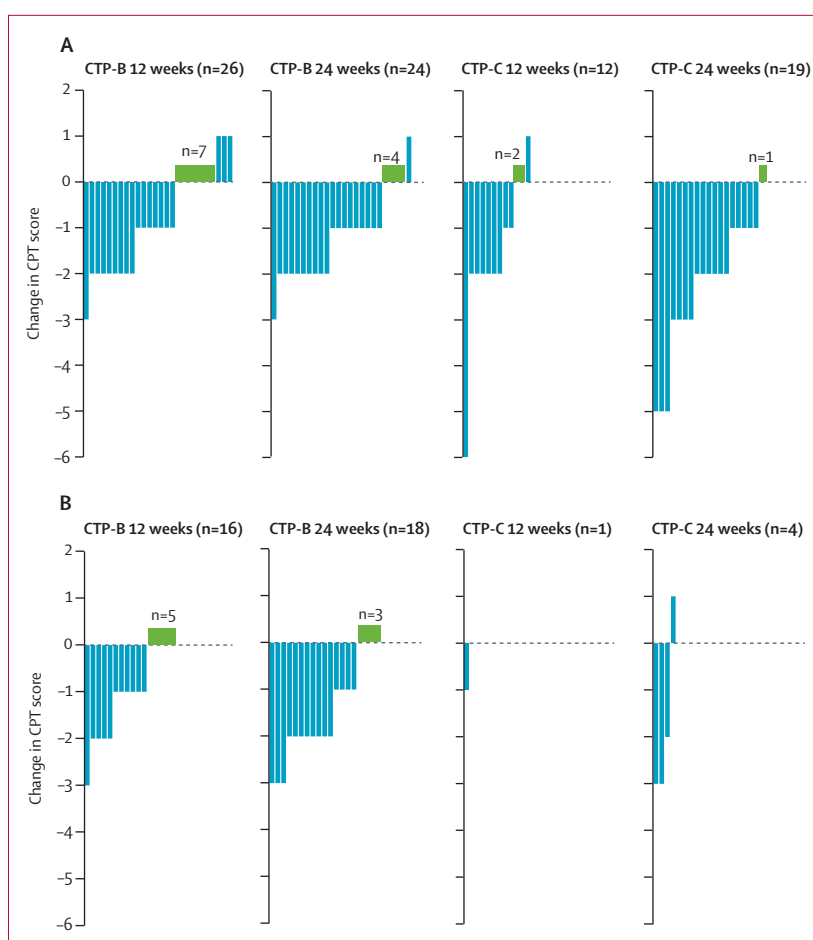 A
CTP-B 12 weeks (n=26) CTP-B 24 weeks (n=24) CTP-C 12 weeks (n=12) CTP-C 24 weeks (n=19)
2
1
n=7 n=4 n=2 n=1
0
–1
–2
–3
–4
–5
–6
Change in CPT score
B
CTP-B 12 weeks (n=16) CTP-B 24 weeks (n=18) CTP-C 12 weeks (n=1) CTP-C 24 weeks (n=4)
2
1
n=5 n=3
0
–1
–2
–3
–4
–5
–6
Change in CPT score